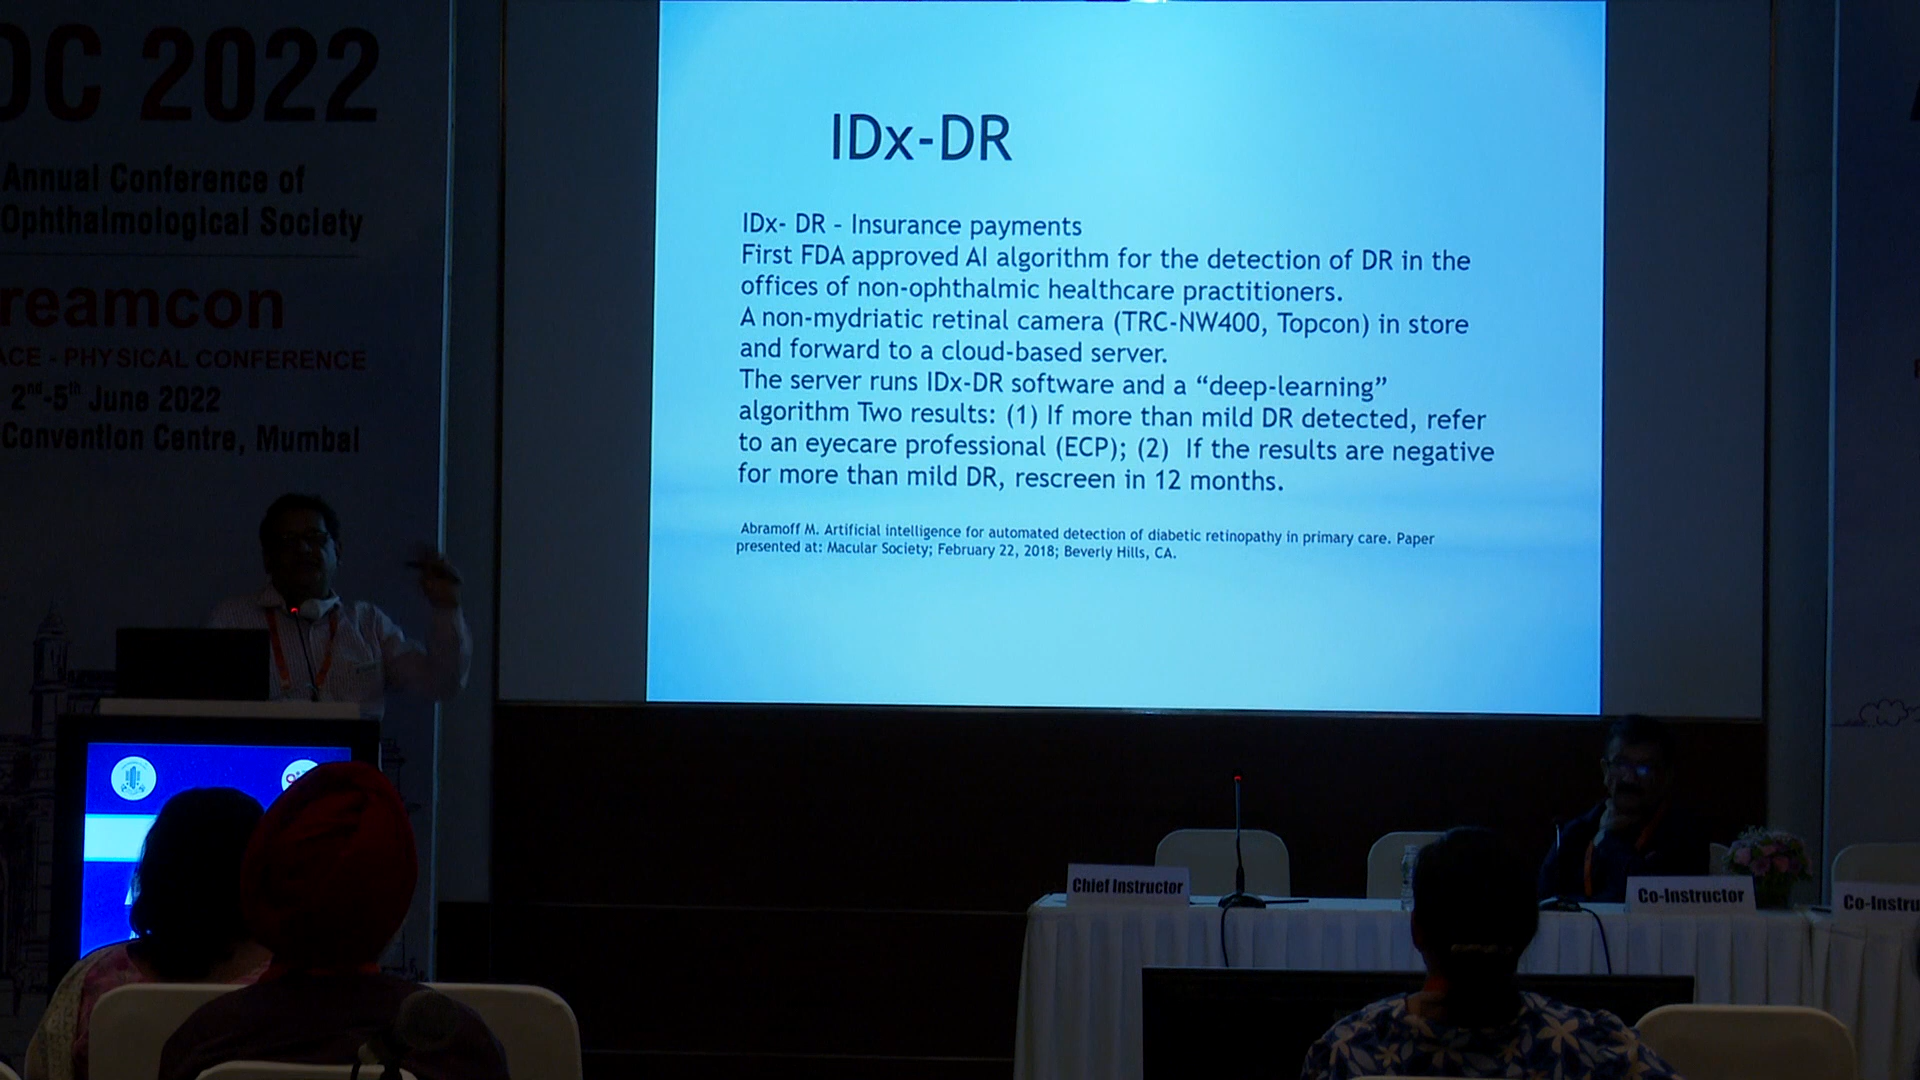 OC 2022
Annual Conference of
Ophthalmological Society
reamcon
ACE - PHYSICAL CONFERENCE
2nd-5th June 2022
Convention Centre, Mumbai
IDx-DR
IDx- DR - Insurance payments
First FDA approved AI algorithm for the detection of DR in the
offices of non-ophthalmic healthcare practitioners.
A non-mydriatic retinal camera (TRC-NW400, Topcon) in store
and forward to a cloud-based server.
The server runs IDx-DR software and a “deep-learning”
algorithm Two results: (1) If more than mild DR detected, refer
to an eyecare professional (ECP); (2) If the results are negative
for more than mild DR, rescreen in 12 months.
Abramoff M. Artificial intelligence for automated detection of diabetic retinopathy in primary care. Paper
presented at: Macular Society; February 22, 2018; Beverly Hills, CA.
Chief Instructor
Co-Instructor
Co-Instru